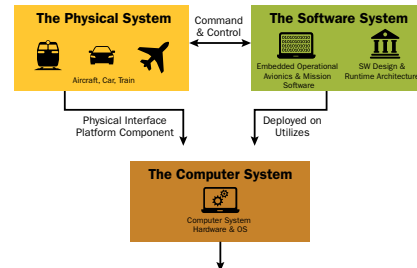 The Physical System
Aircraft, Car, Train
Command
& Control
The Software System
Embedded Operational
Avionics & Mission
Software
SW Design &
Runtime Architecture
Physical Interface
Platform Component
Deployed on
Utilizes
The Computer System
Computer System
Hardware & OS